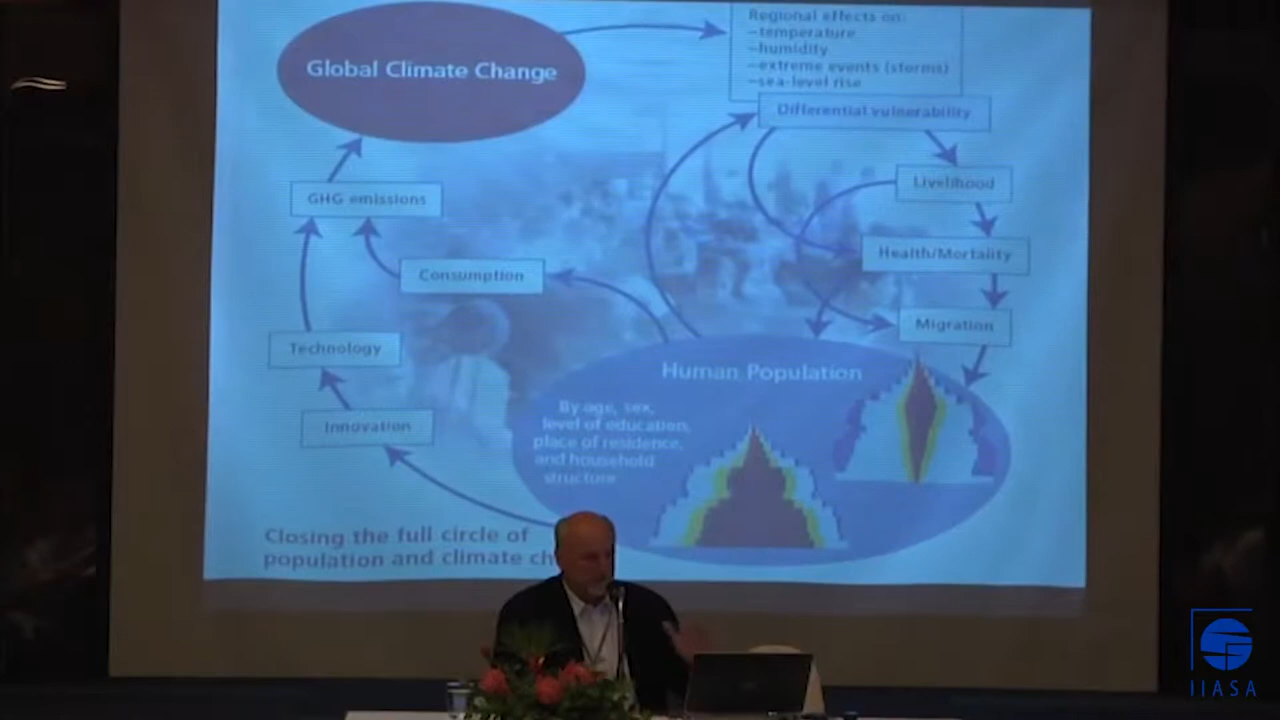 Global Climate Change
Regional effects on:
–temperature
–humidity
–extreme events (storms)
–sea-level rise
Differential vulnerability
Livelihood
GHG emissions
Health/Mortality
Consumption
Migration
Technology
Human Population
By age, sex,
level of education,
place of residence,
and household
structure
Innovation
Closing the full circle of
population and climate ch
IIASA